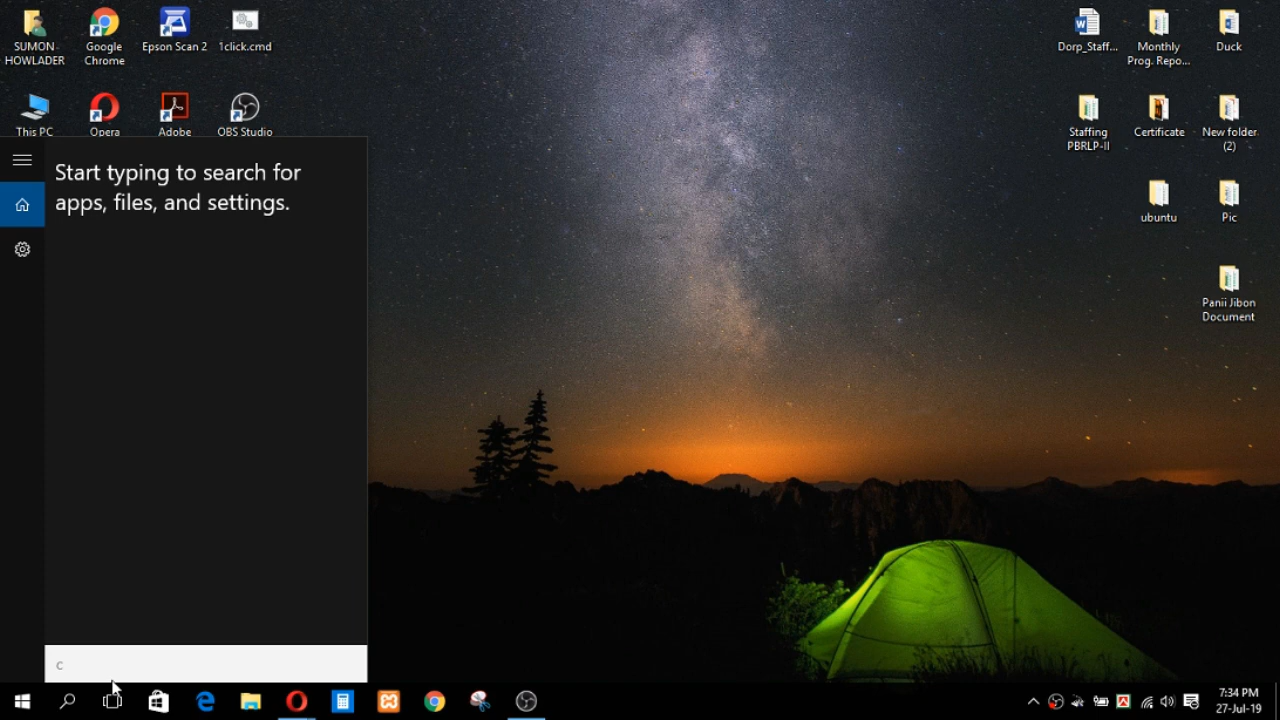 SUMON
HOWLADER
Google
Chrome
Epson Scan 2
1click.cmd
Dorp_Staff...
Monthly
Prog. Repo...
Duck
This PC
Opera
Adobe
OBS Studio
Staffing
PBRLP-II
Certificate
New folder
(2)
Start typing to search for
apps, files, and settings.
ubuntu
Pic
Panii Jibon
Document
c
7:34 PM
27-Jul-19